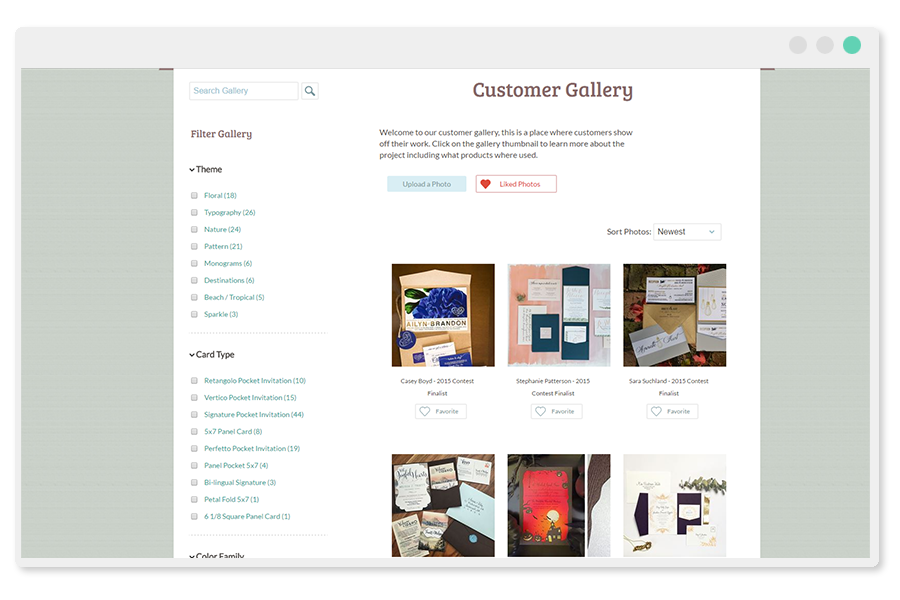 Search Gallery
Customer Gallery
Filter Gallery
Welcome to our customer gallery, this is a place where customers show
off their work. Click on the gallery thumbnail to learn more about the
project including what products where used.
Theme
Upload a Photo
Liked Photos
Floral (18)
Typography (26)
Nature (24)
Pattern (21)
Monograms (6)
Destinations (6)
Beach / Tropical (5)
Sparkle (3)
Sort Photos: Newest
Card Type
Retangolo Pocket Invitation (10)
Vertico Pocket Invitation (15)
Signature Pocket Invitation (44)
5x7 Panel Card (8)
Perfetto Pocket Invitation (19)
Panel Pocket 5x7 (4)
Bi-lingual Signature (3)
Petal Fold 5x7 (1)
6 1/8 Square Panel Card (1)
Color Family
AILYN BRANDON
Casey Boyd - 2015 Contest
Finalist
Favorite
Stephanie Patterson - 2015
Contest Finalist
Favorite
Sara Suchland - 2015 Contest
Finalist
Favorite